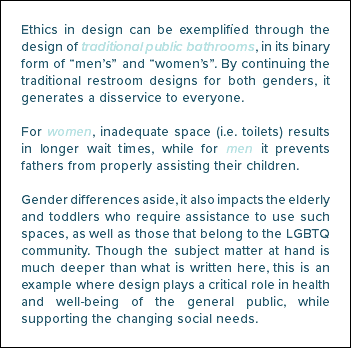 Ethics in design can be exemplified through the
design of traditional public bathrooms, in its binary
form of “men’s” and “women’s”. By continuing the
traditional restroom designs for both genders, it
generates a disservice to everyone.
For women, inadequate space (i.e. toilets) results
in longer wait times, while for men it prevents
fathers from properly assisting their children.
Gender differences aside, it also impacts the elderly
and toddlers who require assistance to use such
spaces, as well as those that belong to the LGBTQ
community. Though the subject matter at hand is
much deeper than what is written here, this is an
example where design plays a critical role in health
and well-being of the general public, while
supporting the changing social needs.